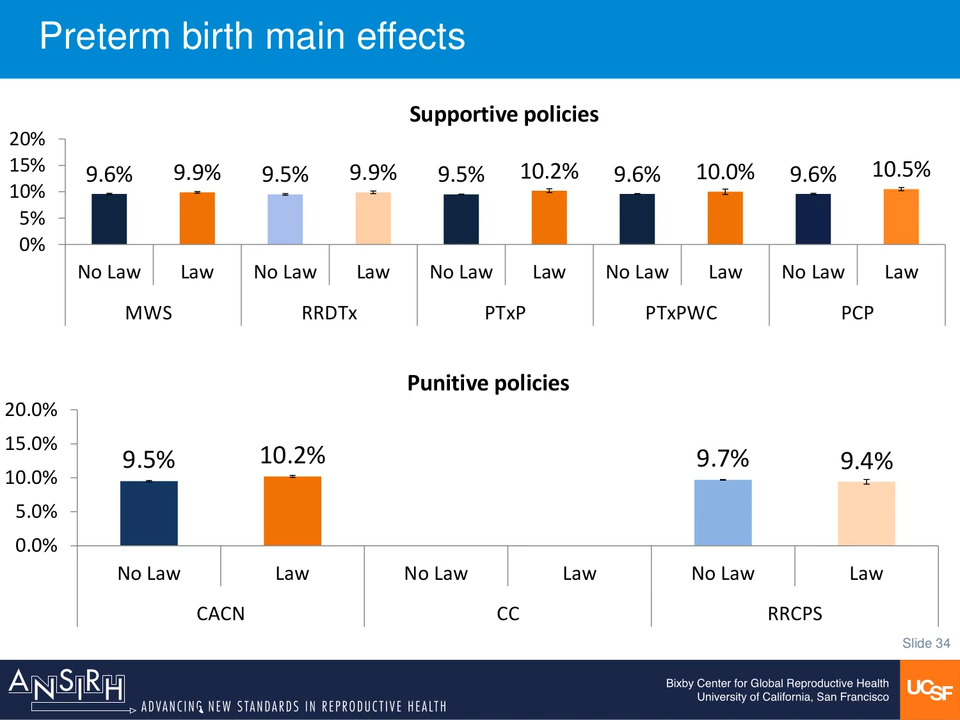 Preterm birth main effects
Supportive policies
20%
15%
10%
5%
0%
9.6% 9.9% 9.5% 9.9% 9.5% 10.2% 9.6% 10.0% 9.6% 10.5%
No Law Law No Law Law No Law Law No Law Law No Law Law
MWS RRDTx PTxP PTxPWC PCP
Punitive policies
20.0%
15.0%
10.0%
5.0%
0.0%
9.5% 10.2% 9.7% 9.4%
No Law Law No Law Law No Law Law
CACN CC RRCPS
Slide 34
ANSIRH
ADVANCING NEW STANDARDS IN REPRODUCTIVE HEALTH
Bixby Center for Global Reproductive Health
University of California, San Francisco
UCSF